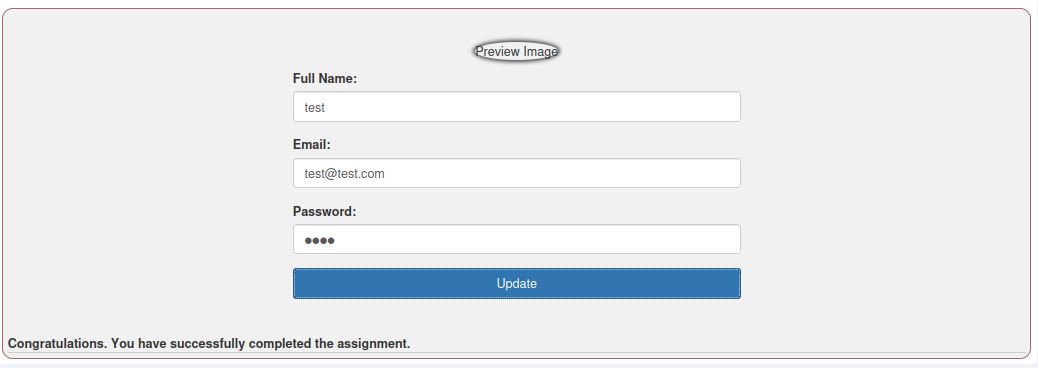 Preview Image
Full Name:
test
Email:
test@test.com
Password:
●●●●
Update
Congratulations. You have successfully completed the assignment.